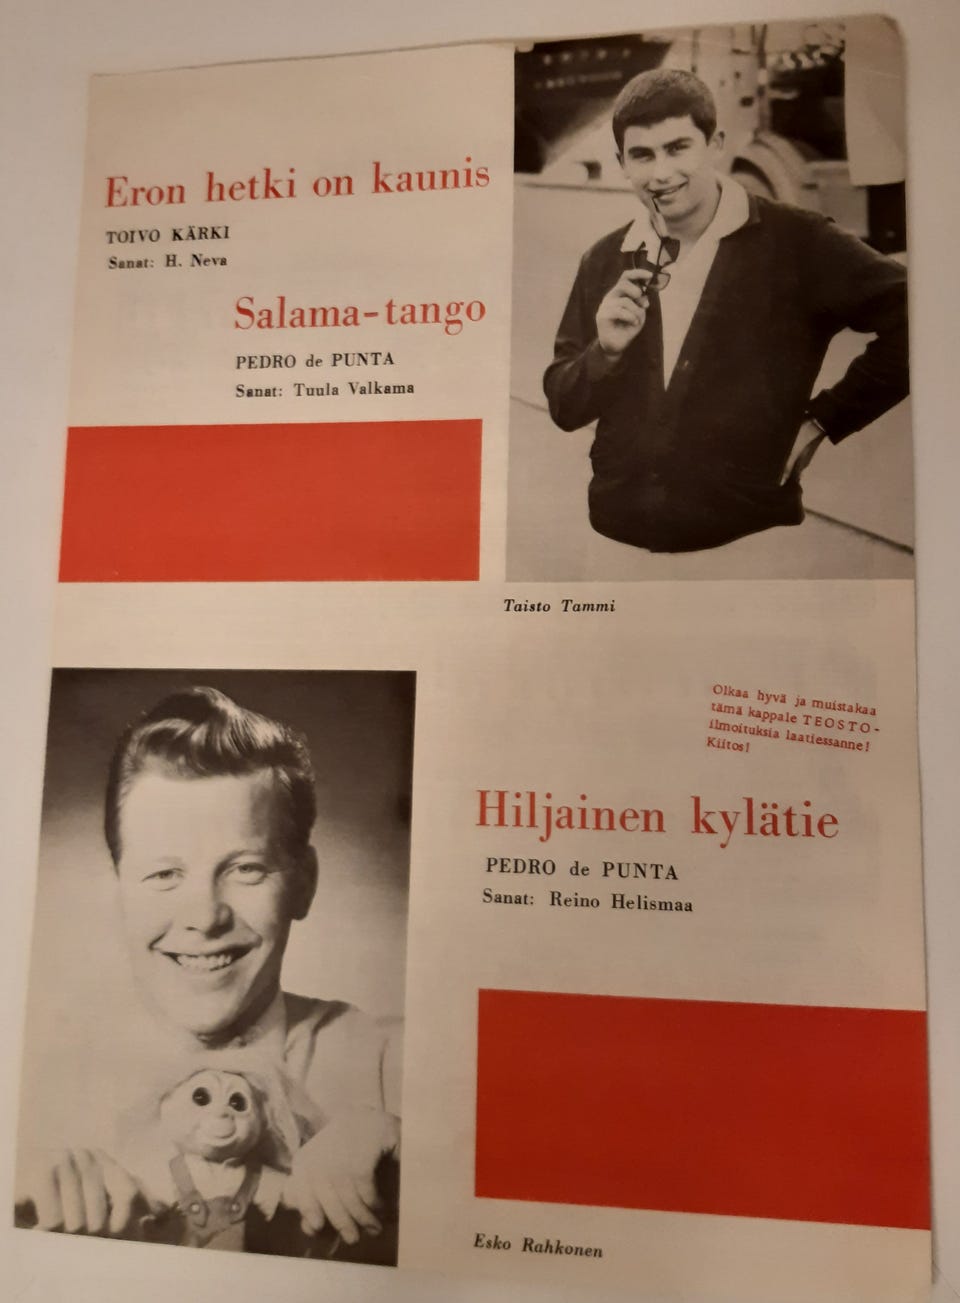 Eron hetki on kaunis
TOIVO KÄRKI
Sanat: H. Neva
Salama-tango
PEDRO de PUNTA
Sanat: Tuula Valkama
Taisto Tammi
Olkaa hyvä ja muistakaa
tämä kappale TEOSTO-
ilmoituksia laatiessanne!
Kiitos!
Hiljainen kylätie
PEDRO de PUNTA
Sanat: Reino Helismaa
Esko Rahkonen